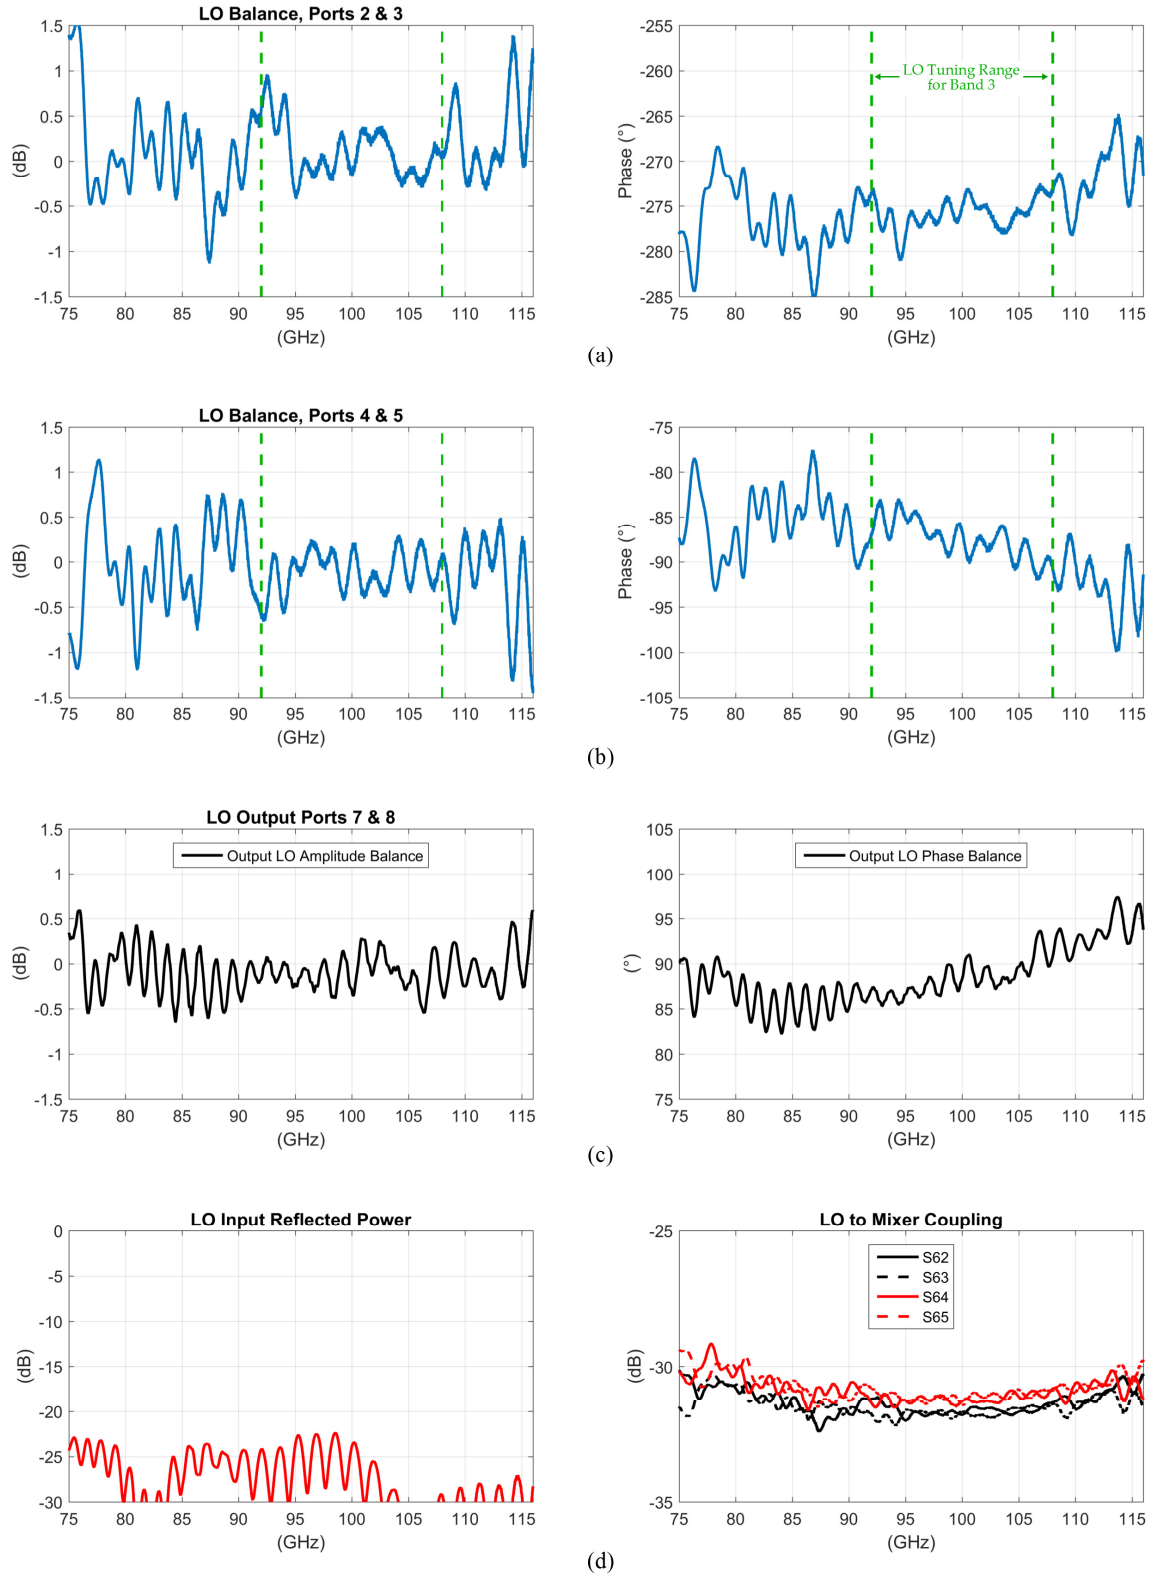 LO Balance, Ports 2 & 3
1.5
1
0.5
0
-0.5
-1
-1.5
(dB)
75 80 85 90 95 100 105 110 115
(GHz)
-255
-260
-265
-270
-275
-280
-285
Phase (°)
LO Tuning Range
for Band 3
75 80 85 90 95 100 105 110 115
(GHz)
(a)
LO Balance, Ports 4 & 5
1.5
1
0.5
0
-0.5
-1
-1.5
(dB)
75 80 85 90 95 100 105 110 115
(GHz)
-75
-80
-85
-90
-95
-100
-105
Phase (°)
75 80 85 90 95 100 105 110 115
(GHz)
(b)
LO Output Ports 7 & 8
1.5
1
0.5
0
-0.5
-1
-1.5
(dB)
Output LO Amplitude Balance
75 80 85 90 95 100 105 110 115
(GHz)
105
100
95
90
85
80
75
(°)
Output LO Phase Balance
75 80 85 90 95 100 105 110 115
(GHz)
(c)
LO Input Reflected Power
0
-5
-10
-15
-20
-25
-30
(dB)
75 80 85 90 95 100 105 110 115
(GHz)
LO to Mixer Coupling
-25
-30
-35
(dB)
S62
S63
S64
S65
75 80 85 90 95 100 105 110 115
(GHz)
(d)